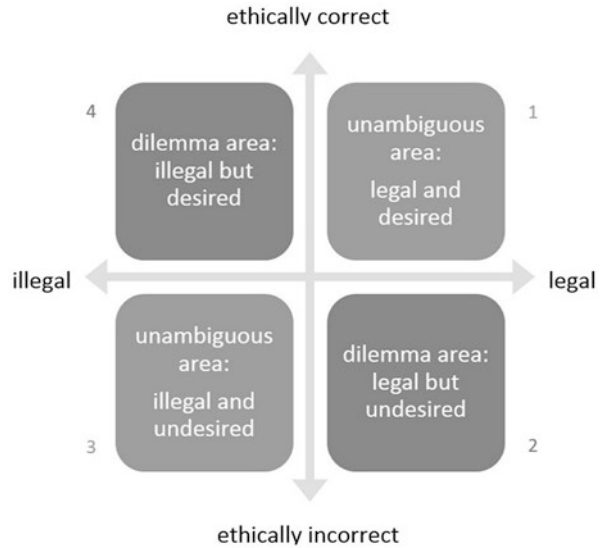 ethically correct
4
dilemma area:
illegal but
desired
unambiguous
area:
legal and
desired
1
illegal
legal
unambiguous
area:
illegal and
undesired
3
dilemma area:
legal but
undesired
2
ethically incorrect